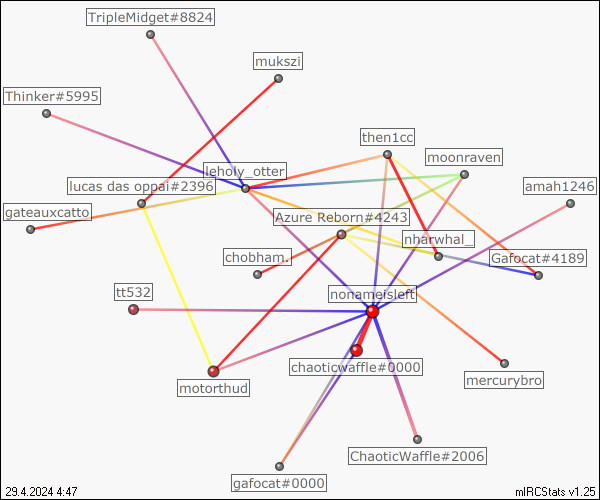 TripleMidget#8824
mukszi
Thinker#5995
then1cc
moonraven
leholy_otter
lucas das oppai#2396
amah1246
gateauxcatto
Azure Reborn#4243
nharwhal_
chobham.
Gafocat#4189
tt532
nonameisleft
chaoticwaffle#0000
motorthud
mercurybro
ChaoticWaffle#2006
gafocat#0000
29.4.2024 4:47
mIRCStats v1.25